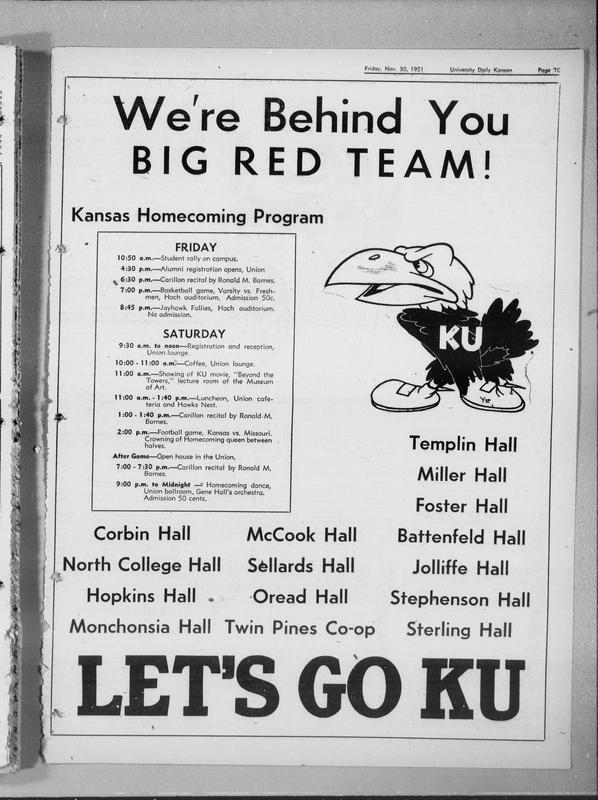 Friday, Nov. 30, 1951 University Daily Kansan Page 7C
We're Behind You
BIG RED TEAM!
Kansas Homecoming Program
FRIDAY
10:50 a.m.—Student rally on campus.
4:30 p.m.—Alumni registration opens, Union
6:30 p.m.—Carillon recital by Ronald M. Barnes.
7:00 p.m.—Basketball game, Varsity vs. Fresh-
men, Hoch auditorium. Admission 50c.
8:45 p.m.—Jayhawk Follies, Hoch auditorium.
No admission.
SATURDAY
9:30 a.m. to noon—Registration and reception,
Union lounge.
10:00 - 11:00 a.m.—Coffee, Union lounge.
11:00 a.m.—Showing of KU movie, "Beyond the
Towers," lecture room of the Museum
of Art.
11:00 a.m. - 1:40 p.m.—Luncheon, Union cafe-
teria and Hawks Nest.
1:00 - 1:40 p.m.—Carillon recital by Ronald M.
Barnes.
2:00 p.m.—Football game, Kansas vs. Missouri.
Crowning of Homecoming queen between
halves.
After Game—Open house in the Union.
7:00 - 7:30 p.m.—Carillon recital by Ronald M.
Barnes.
9:00 p.m. to Midnight — Homecoming dance,
Union ballroom, Gene Hall's orchestra.
Admission 50 cents.
KU
Templin Hall
Miller Hall
Foster Hall
Corbin Hall McCook Hall Battenfeld Hall
North College Hall Sellards Hall Jolliffe Hall
Hopkins Hall Oread Hall Stephenson Hall
Monchonsia Hall Twin Pines Co-op Sterling Hall
LET'S GO KU